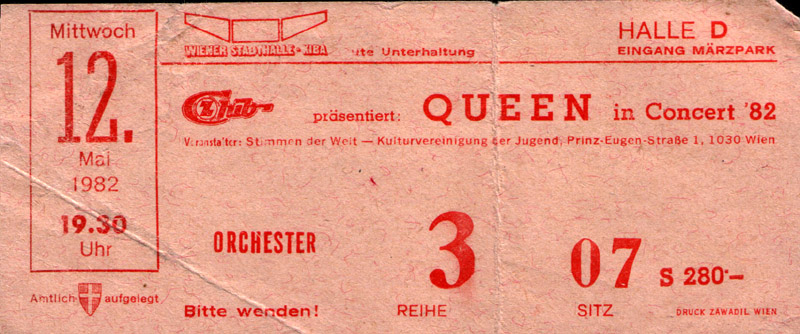 Mittwoch
12.
Mai
1982
19.30
Uhr
Amtlich aufgelegt
WIENER STADTHALLE-KIBA
ute Unterhaltung
HALLE D
EINGANG MÄRZPARK
Club
präsentiert: QUEEN in Concert '82
Veranstalter: Stimmen der Welt — Kulturvereinigung der Jugend, Prinz-Eugen-Straße 1, 1030 Wien
ORCHESTER
3
07
S 280·—
Bitte wenden!
REIHE
SITZ
DRUCK ZAWADIL WIEN